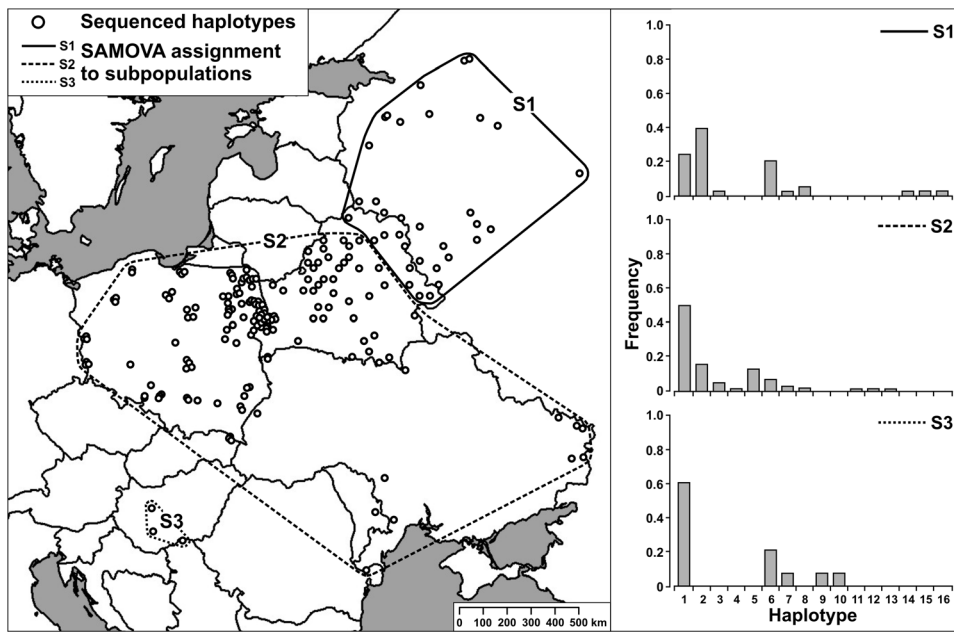 Sequenced haplotypes
S1 SAMOVA assignment
S2 to subpopulations
S3
S1
S2
S3
0 100 200 300 400 500 km
Frequency
S1
1.0
0.8
0.6
0.4
0.2
0
S2
1.0
0.8
0.6
0.4
0.2
0
S3
1.0
0.8
0.6
0.4
0.2
0
1 2 3 4 5 6 7 8 9 10 11 12 13 14 15 16
Haplotype